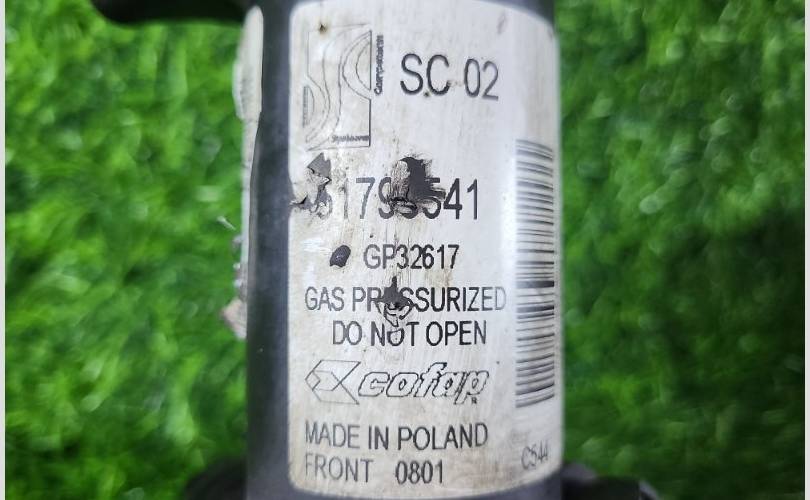 SC 02
GP32617
GAS PRESSURIZED
DO NOT OPEN
cofap
MADE IN POLAND
FRONT 0801
C544